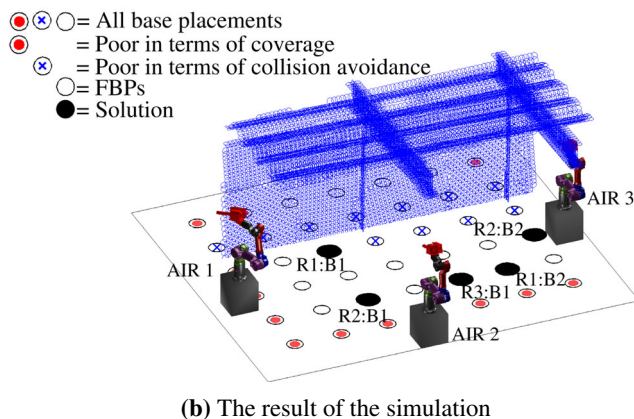 = All base placements
= Poor in terms of coverage
= Poor in terms of collision avoidance
= FBPs
= Solution
AIR 3
R2:B2
AIR 1
R1:B1
R1:B2
R3:B1
R2:B1
AIR 2
(b) The result of the simulation